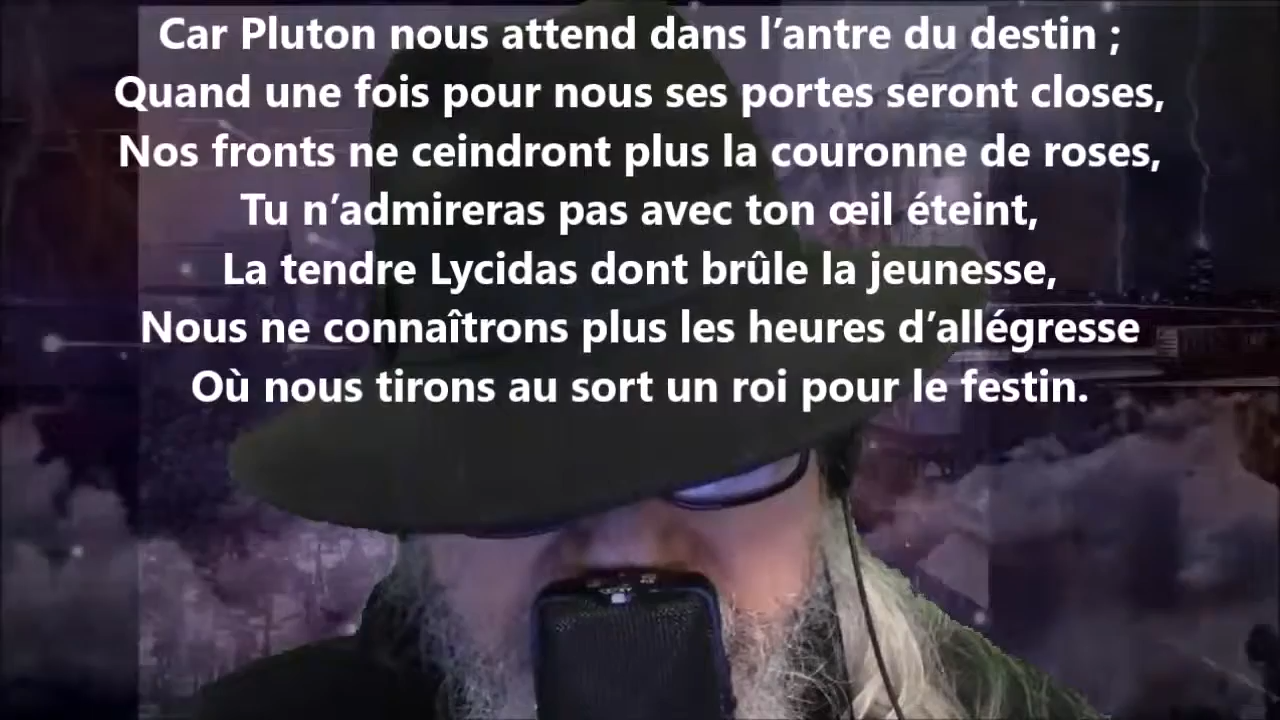 Car Pluton nous attend dans l’antre du destin ;
Quand une fois pour nous ses portes seront closes,
Nos fronts ne ceindront plus la couronne de roses,
Tu n’admireras pas avec ton œil éteint,
La tendre Lycidas dont brûle la jeunesse,
Nous ne connaîtrons plus les heures d’allégresse
Où nous tirons au sort un roi pour le festin.